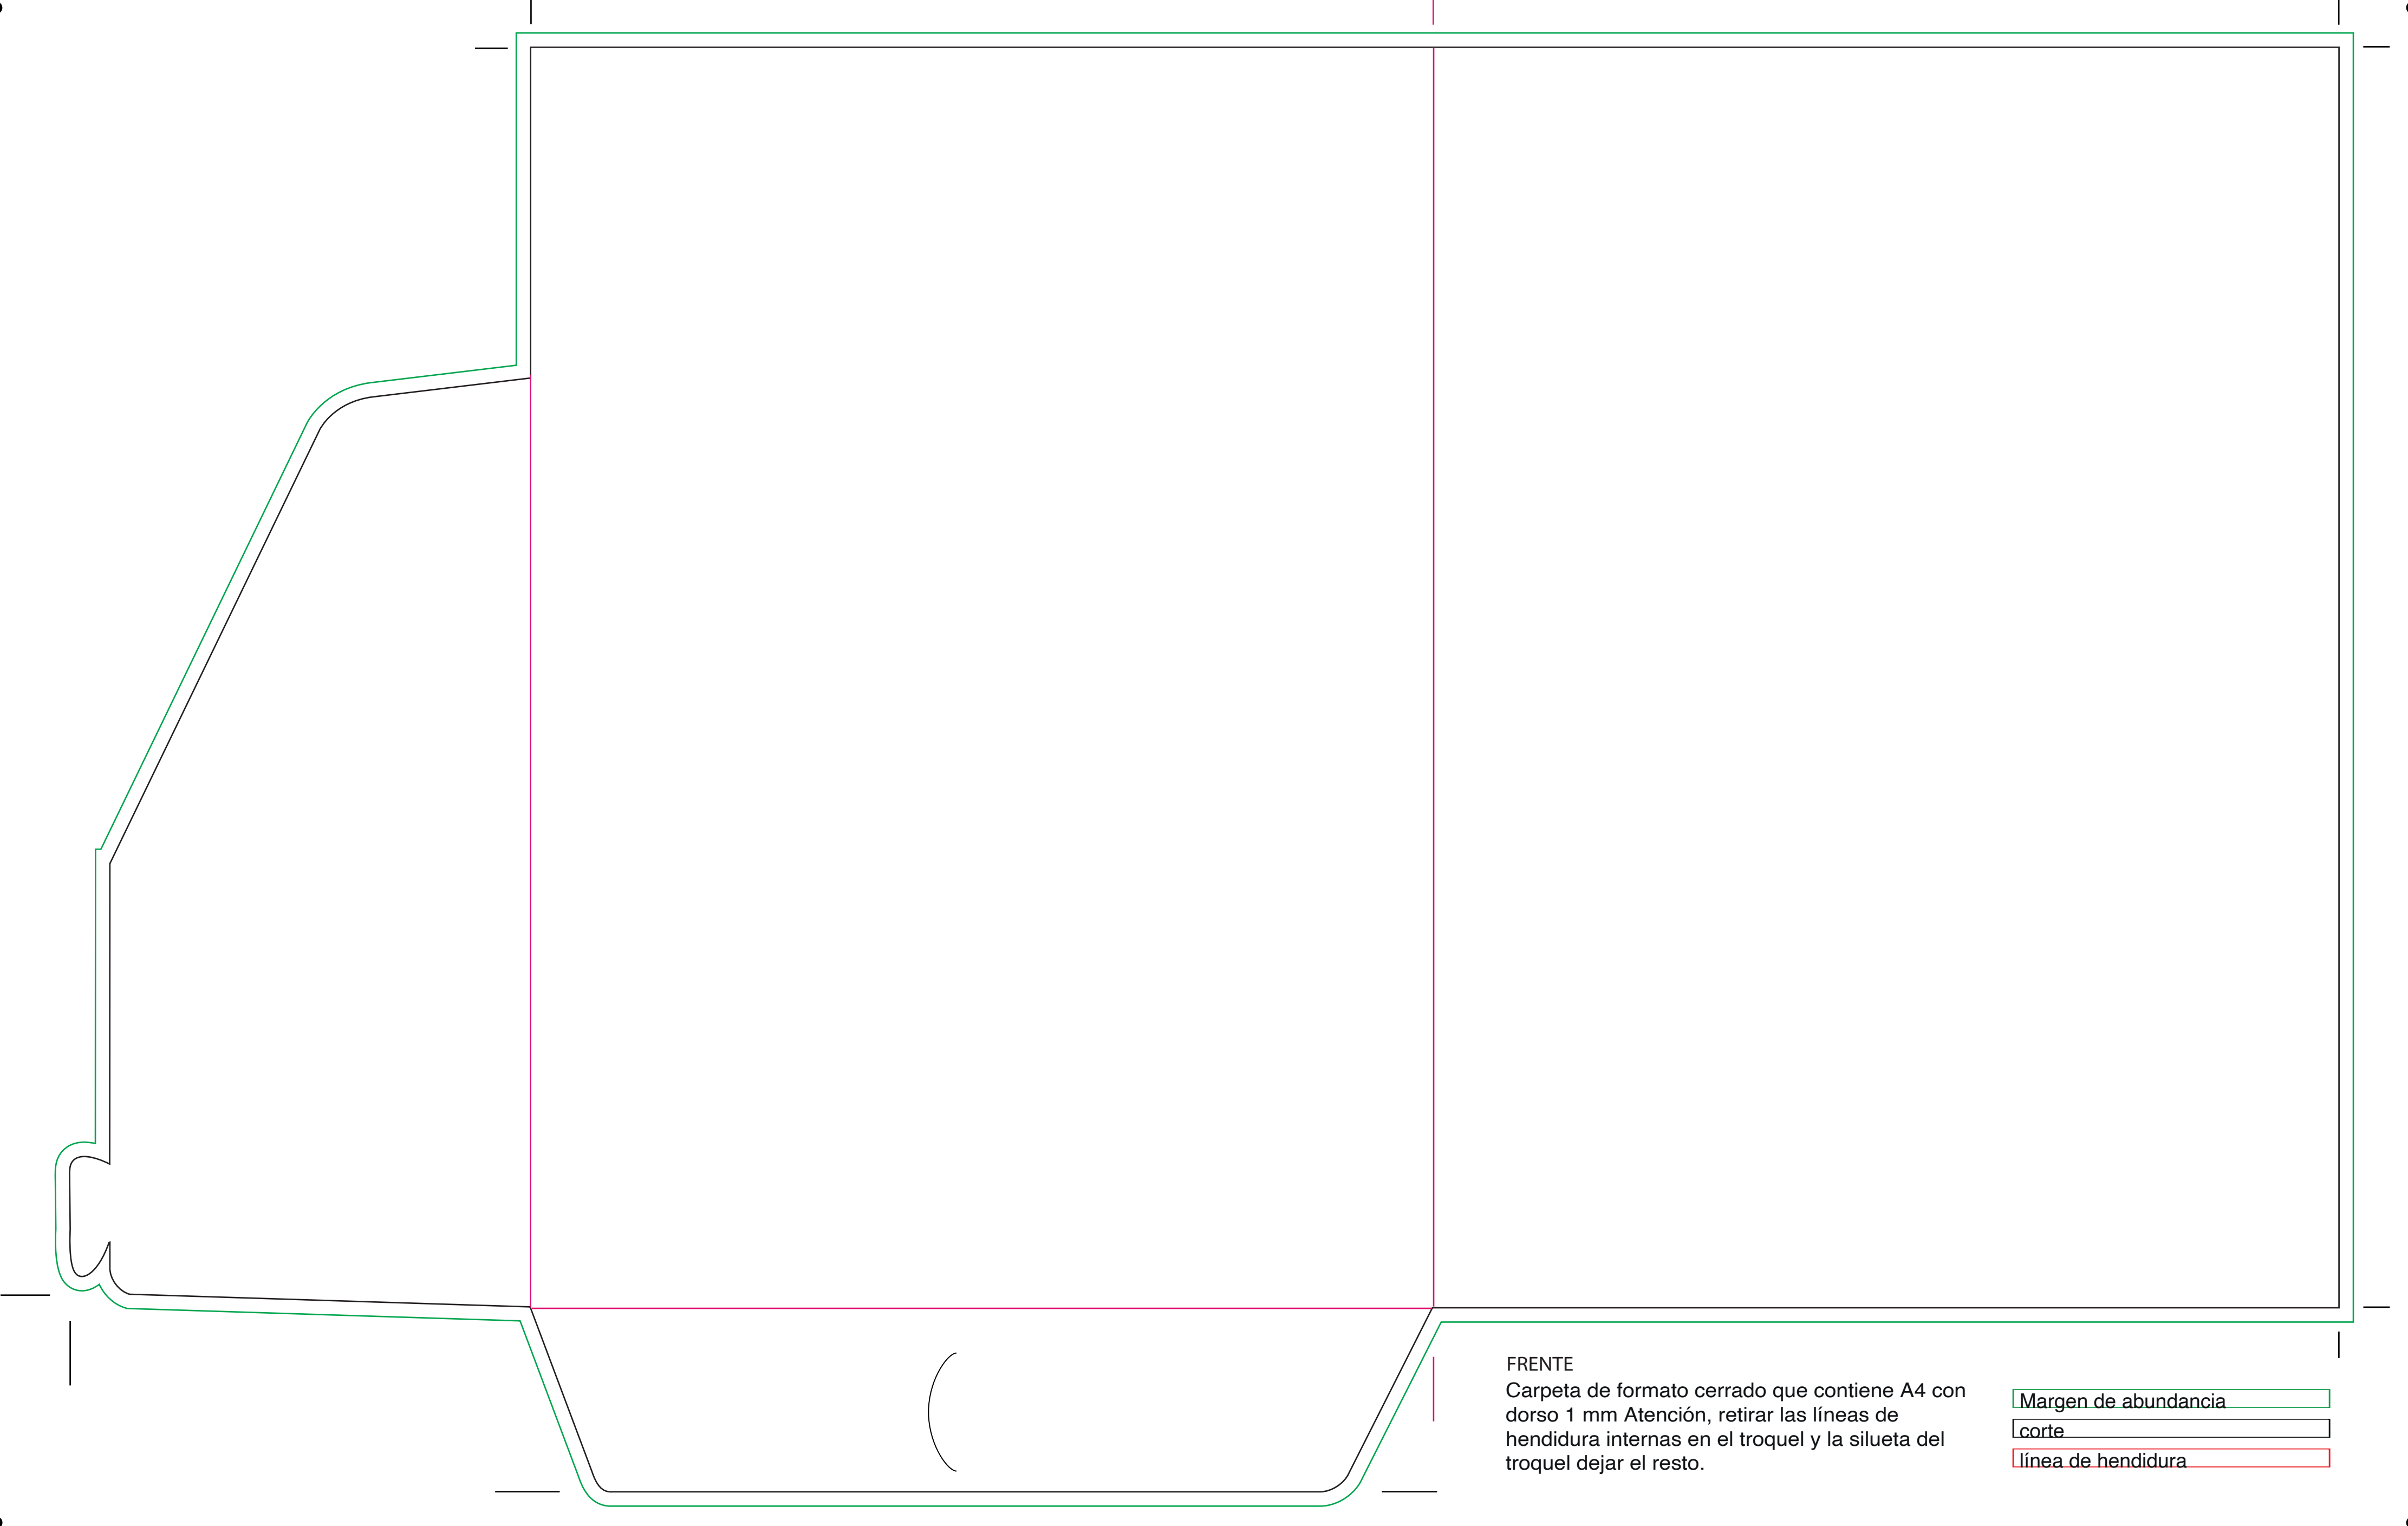 FRENTE
Carpeta de formato cerrado que contiene A4 con
dorso 1 mm Atención, retirar las líneas de
hendidura internas en el troquel y la silueta del
troquel dejar el resto.
Margen de abundancia
corte
línea de hendidura